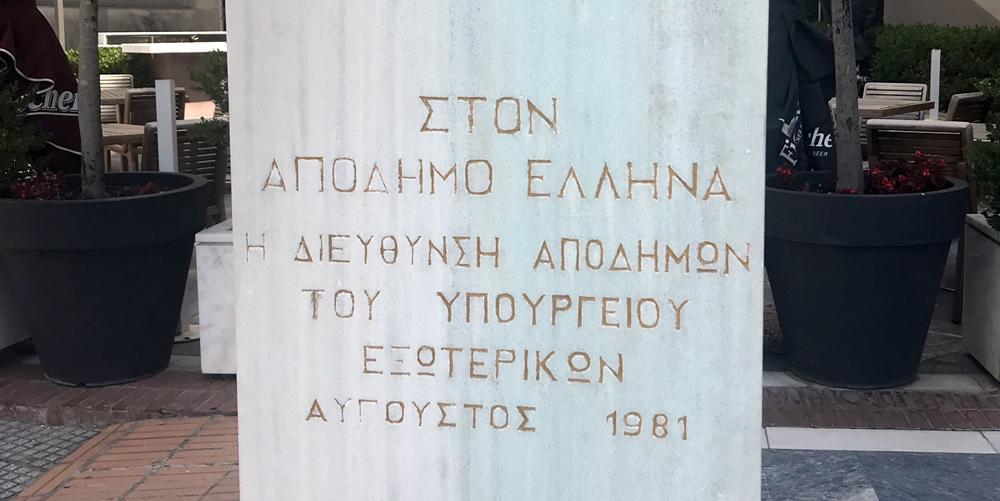 ΣΤΟΝ
ΑΠΟΔΗΜΟ ΕΛΛΗΝΑ
Η ΔΙΕΥΘΥΝΣΗ ΑΠΟΔΗΜΩΝ
ΤΟΥ ΥΠΟΥΡΓΕΙΟΥ
ΕΞΩΤΕΡΙΚΩΝ
ΑΥΓΟΥΣΤΟΣ 1981